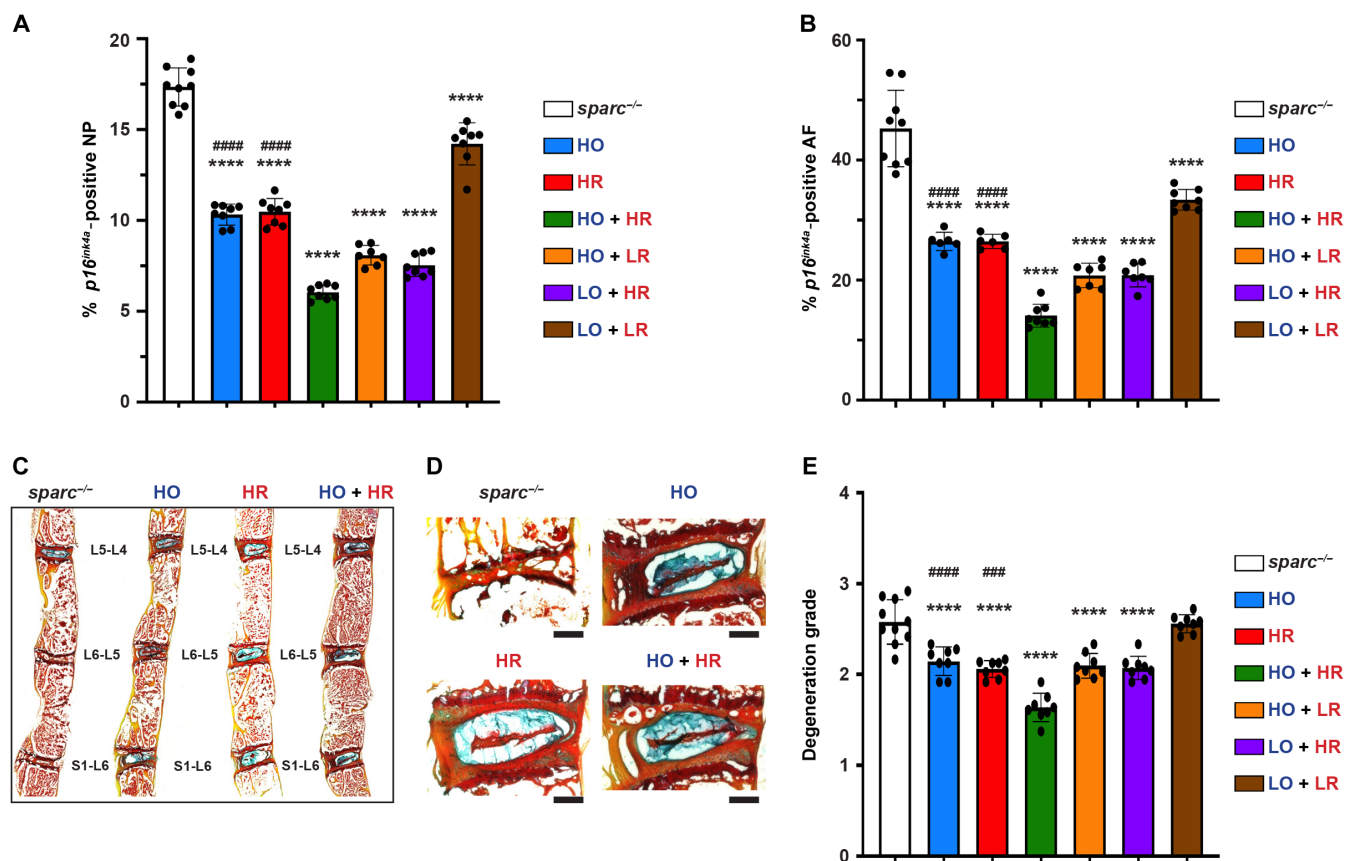 A
20
15
10
5
0
% p16ink4a-positive NP
####
****
####
****
****
****
****
****
sparc−/−
HO
HR
HO + HR
HO + LR
LO + HR
LO + LR
B
60
40
20
0
% p16ink4a-positive AF
####
****
####
****
****
****
****
****
sparc−/−
HO
HR
HO + HR
HO + LR
LO + HR
LO + LR
C
sparc−/− HO HR HO + HR
L5-L4 L5-L4 L5-L4
L6-L5 L6-L5 L6-L5
S1-L6 S1-L6 S1-L6
D
sparc−/− HO
HR HO + HR
E
4
3
2
1
0
Degeneration grade
####
****
###
****
****
****
****
sparc−/−
HO
HR
HO + HR
HO + LR
LO + HR
LO + LR